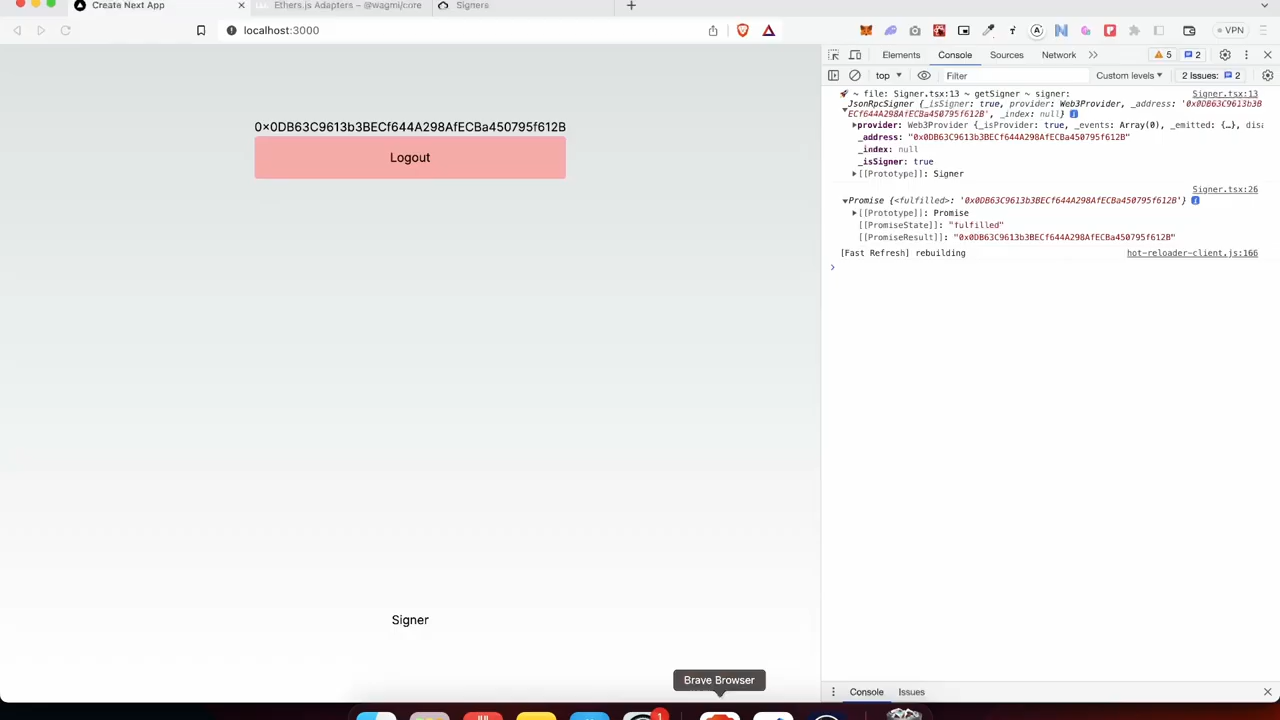 Create Next App
Ethers.js Adapters – @wagmi/core
Signers
localhost:3000
VPN
Elements
Console
Sources
Network
5
2
top
Filter
Custom levels
2 Issues:
2
~ file: Signer.tsx:13 ~ getSigner ~ signer:
Signer.tsx:13
JsonRpcSigner {_isSigner: true, provider: Web3Provider, _address: '0x0DB63C9613b3B
ECf644A298AfECBa450795f612B', _index: null}
provider: Web3Provider {_isProvider: true, _events: Array(0), _emitted: {…}, disa
_address: "0x0DB63C9613b3BECf644A298AfECBa450795f612B"
_index: null
_isSigner: true
[[Prototype]]: Signer
Signer.tsx:26
Promise {<fulfilled>: '0x0DB63C9613b3BECf644A298AfECBa450795f612B'}
[[Prototype]]: Promise
[[PromiseState]]: "fulfilled"
[[PromiseResult]]: "0x0DB63C9613b3BECf644A298AfECBa450795f612B"
[Fast Refresh] rebuilding
hot-reloader-client.js:166
0x0DB63C9613b3BECf644A298AfECBa450795f612B
Logout
Signer
Brave Browser
Console
Issues
1